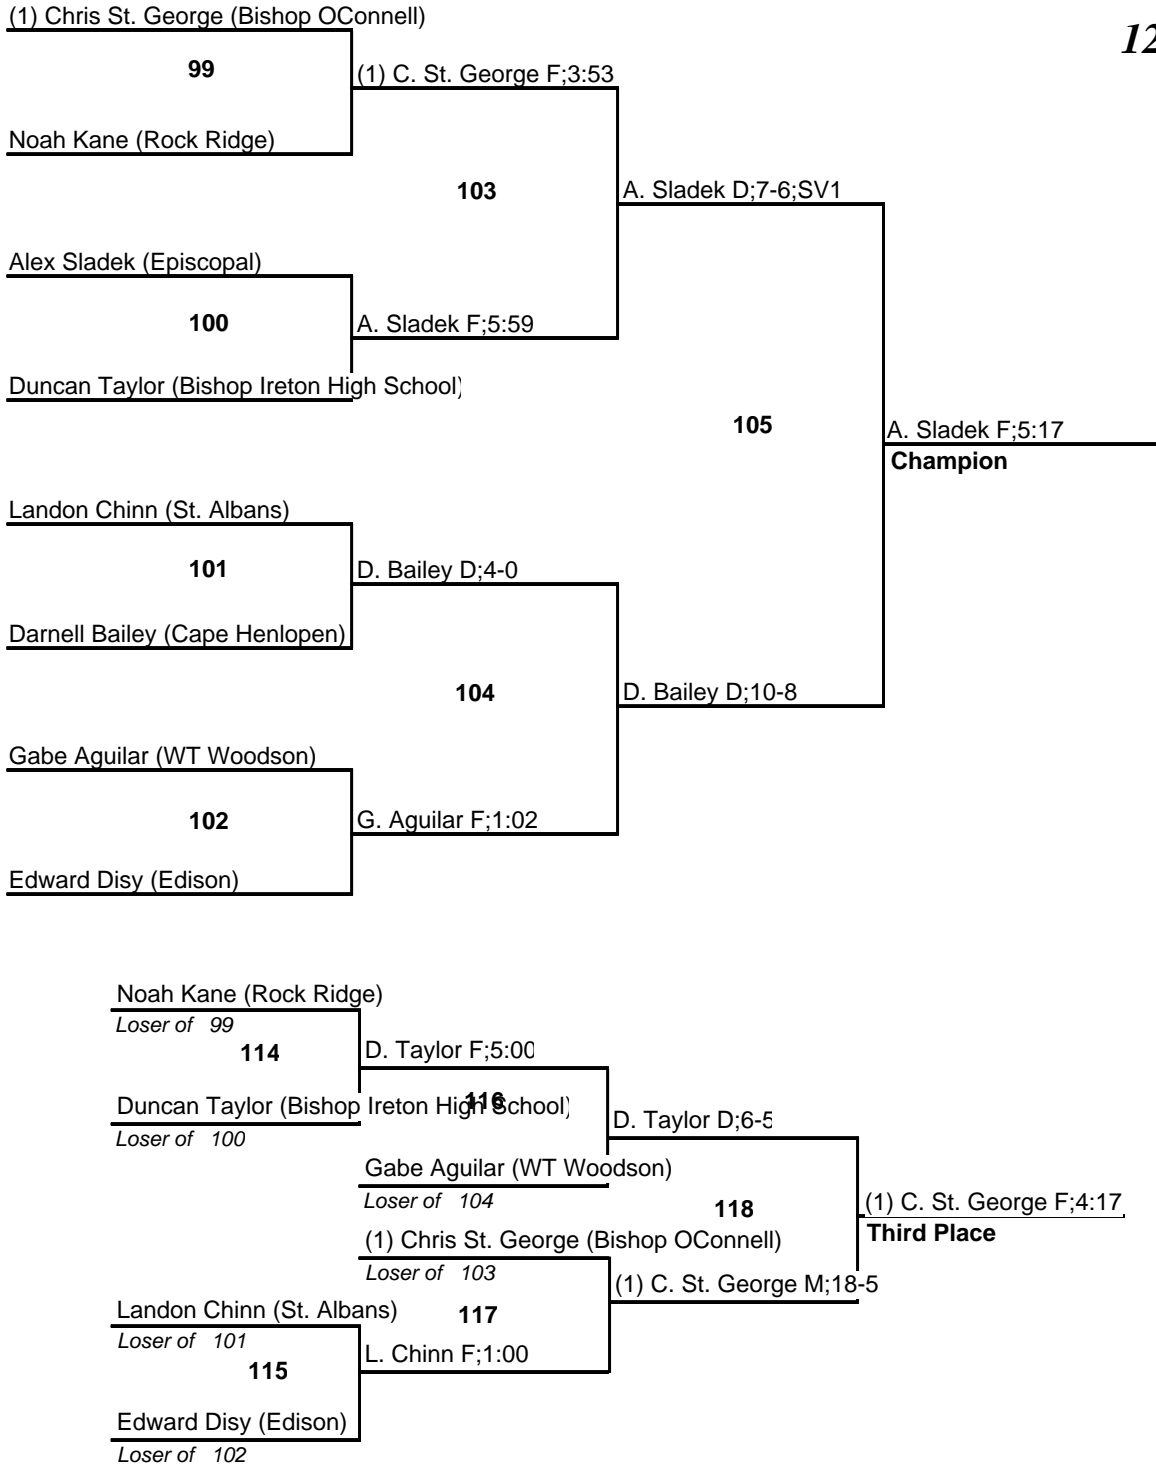 (1) Chris St. George (Bishop OConnell)
12
99
(1) C. St. George F;3:53
Noah Kane (Rock Ridge)
103
A. Sladek D;7-6;SV1
Alex Sladek (Episcopal)
100
A. Sladek F;5:59
Duncan Taylor (Bishop Ireton High School)
105
A. Sladek F;5:17
Champion
Landon Chinn (St. Albans)
101
D. Bailey D;4-0
Darnell Bailey (Cape Henlopen)
104
D. Bailey D;10-8
Gabe Aguilar (WT Woodson)
102
G. Aguilar F;1:02
Edward Disy (Edison)
Noah Kane (Rock Ridge)
Loser of 99
114
D. Taylor F;5:00
Duncan Taylor (Bishop Ireton High School)
116
Loser of 100
D. Taylor D;6-5
Gabe Aguilar (WT Woodson)
Loser of 104
118
(1) C. St. George F;4:17
Third Place
(1) Chris St. George (Bishop OConnell)
Loser of 103
(1) C. St. George M;18-5
Landon Chinn (St. Albans)
117
Loser of 101
L. Chinn F;1:00
115
Edward Disy (Edison)
Loser of 102